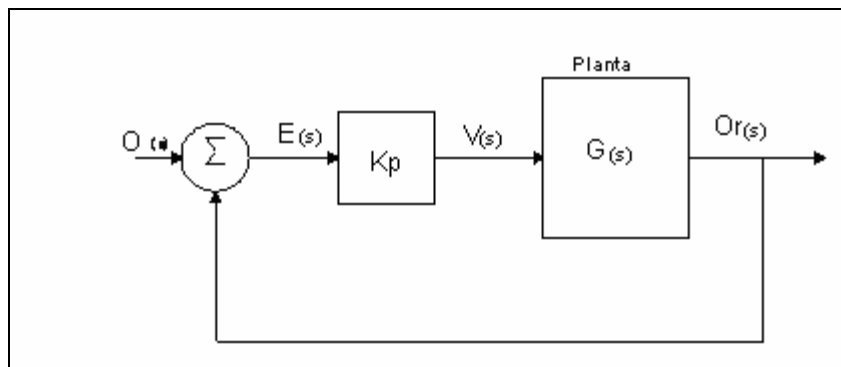 Planta
O (s)
Σ
E(s)
Kp
V(s)
G(s)
Or(s)